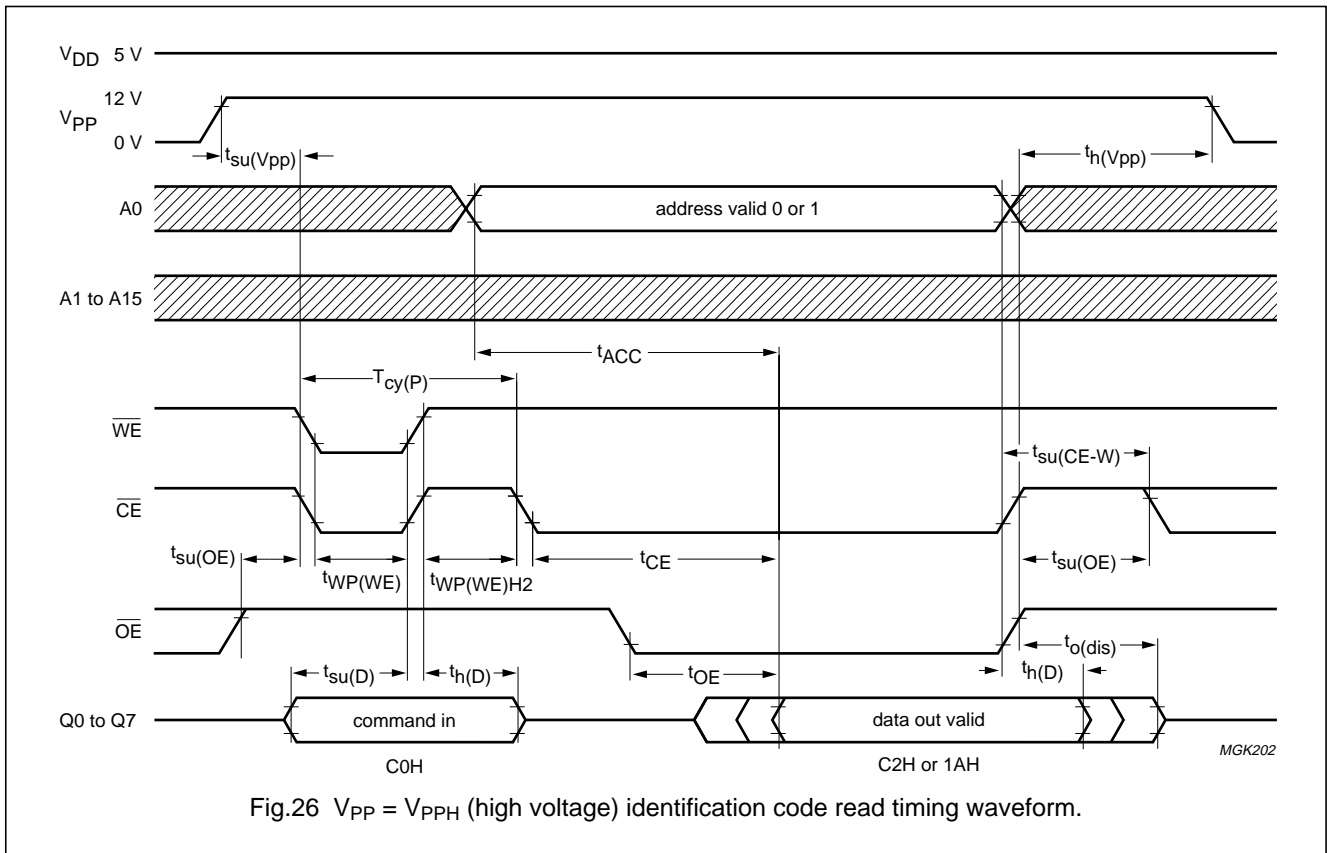 VDD 5 V
12 V
VPP
0 V
tsu(Vpp)
th(Vpp)
A0
address valid 0 or 1
A1 to A15
tACC
Tcy(P)
WE
tsu(CE-W)
CE
tsu(OE)
tWP(WE)
tWP(WE)H2
tCE
tsu(OE)
OE
to(dis)
tsu(D)
th(D)
tOE
th(D)
Q0 to Q7
command in
data out valid
MGK202
C0H
C2H or 1AH
Fig.26 VPP = VPPH (high voltage) identification code read timing waveform.